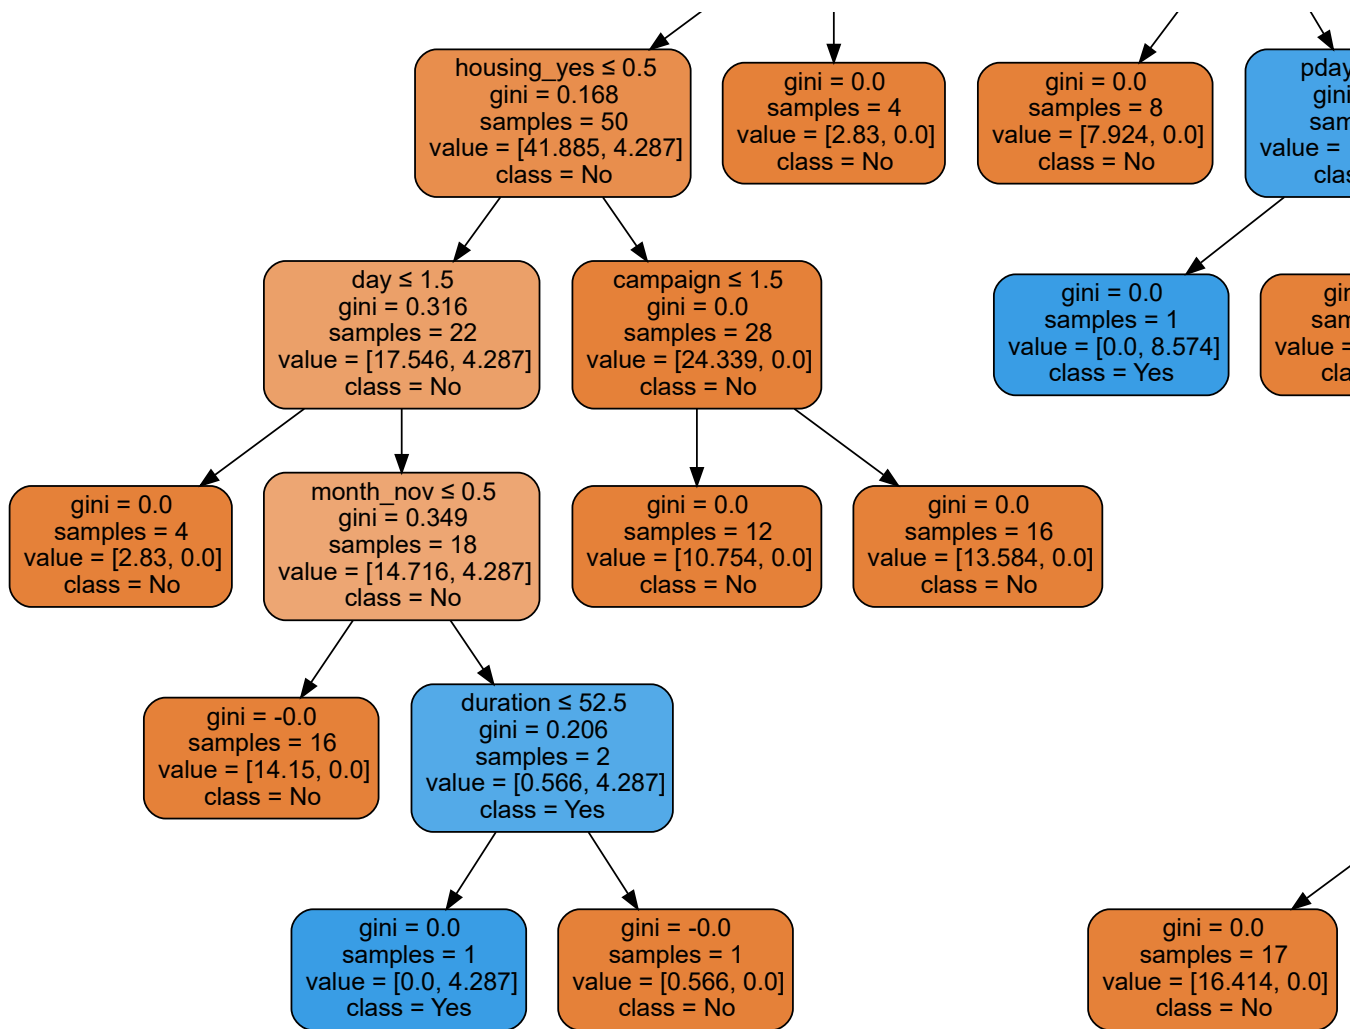 housing_yes ≤ 0.5
gini = 0.168
samples = 50
value = [41.885, 4.287]
class = No
gini = 0.0
samples = 4
value = [2.83, 0.0]
class = No
gini = 0.0
samples = 8
value = [7.924, 0.0]
class = No
pday
gini
sam
value =
clas
day ≤ 1.5
gini = 0.316
samples = 22
value = [17.546, 4.287]
class = No
campaign ≤ 1.5
gini = 0.0
samples = 28
value = [24.339, 0.0]
class = No
gini = 0.0
samples = 1
value = [0.0, 8.574]
class = Yes
gin
sam
value =
cla
gini = 0.0
samples = 4
value = [2.83, 0.0]
class = No
month_nov ≤ 0.5
gini = 0.349
samples = 18
value = [14.716, 4.287]
class = No
gini = 0.0
samples = 12
value = [10.754, 0.0]
class = No
gini = 0.0
samples = 16
value = [13.584, 0.0]
class = No
gini = -0.0
samples = 16
value = [14.15, 0.0]
class = No
duration ≤ 52.5
gini = 0.206
samples = 2
value = [0.566, 4.287]
class = Yes
gini = 0.0
samples = 1
value = [0.0, 4.287]
class = Yes
gini = -0.0
samples = 1
value = [0.566, 0.0]
class = No
gini = 0.0
samples = 17
value = [16.414, 0.0]
class = No